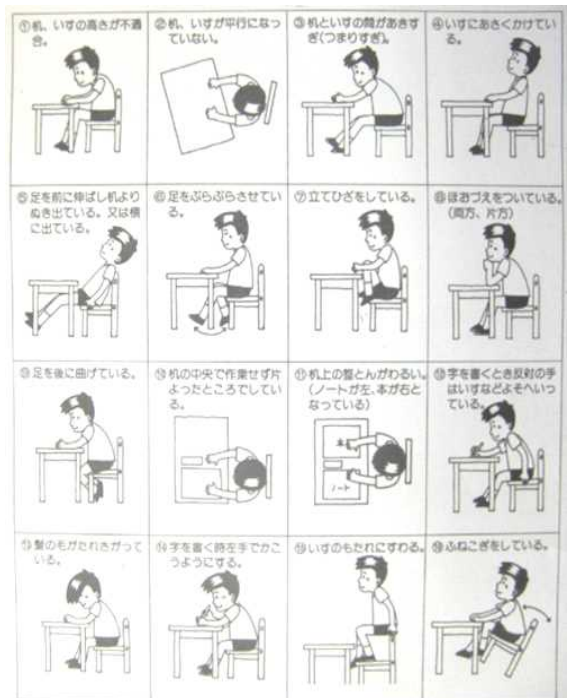 ①机、いすの高さが不適
合。
②机、いすが平行になっ
ていない。
③机といすの間があきす
ぎ(つまりすぎ)。
④いすにあさくかけてい
る。
⑤足を前に伸ばし机より
ぬき出ている。又は横
に出ている。
⑥足をぶらぶらさせてい
る。
⑦立てひざをしている。
⑧ほおづえをついている。
(両方、片方)
⑨足を後に曲げている。
⑩机の中央で作業せず片
よったところでしてい
る。
⑪机上の整とんがわるい。
(ノートが左、本が右と
なっている)
本
ノート
⑫字を書くとき反対の手
はいすなどよそへいっ
ている。
⑬髪の毛がたれさがって
いる。
⑭字を書く時左手でかこ
うようにする。
⑮いすのもたれにすわる。
⑯ふねこぎをしている。